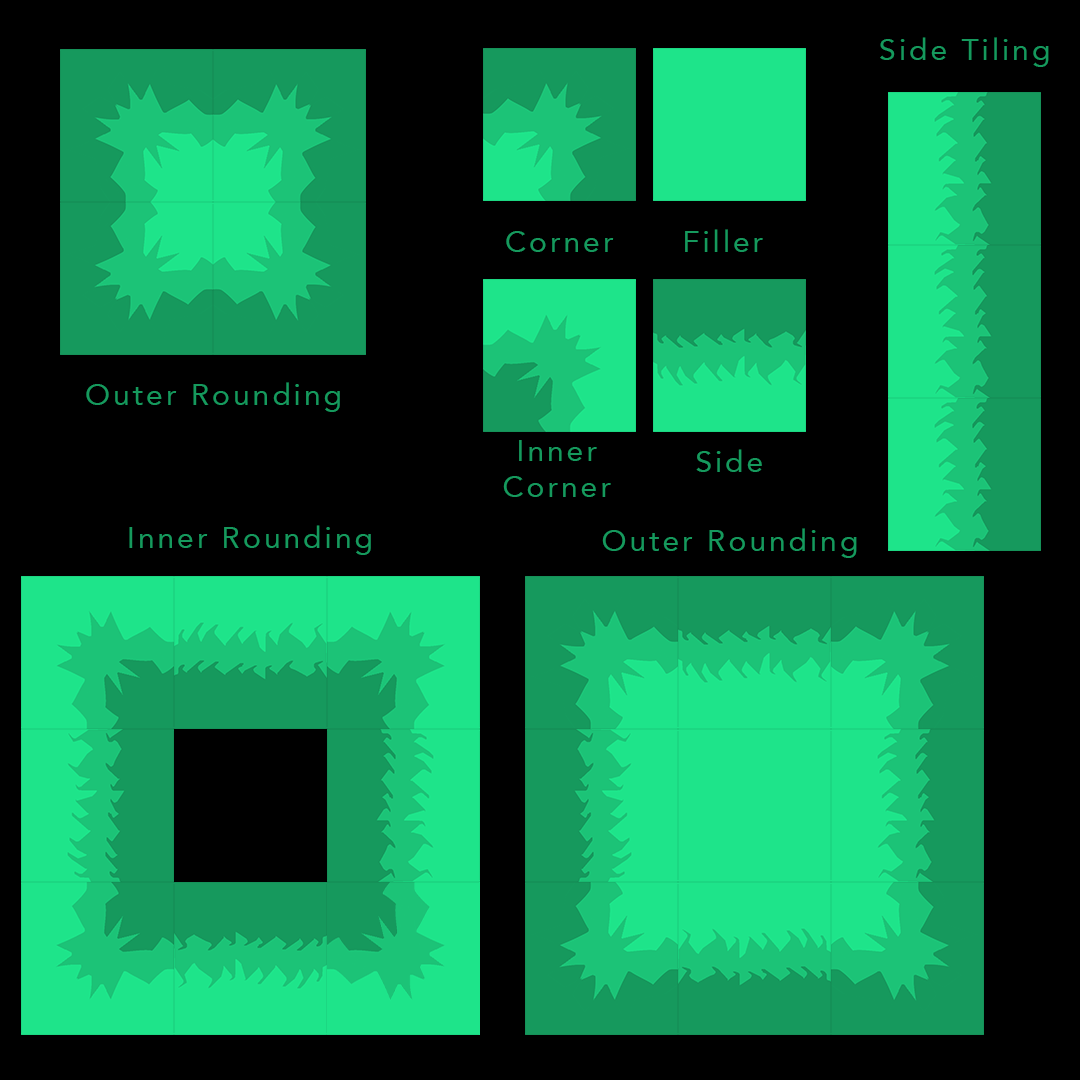 Side Tiling
Corner
Filler
Outer Rounding
Inner
Corner
Side
Inner Rounding
Outer Rounding